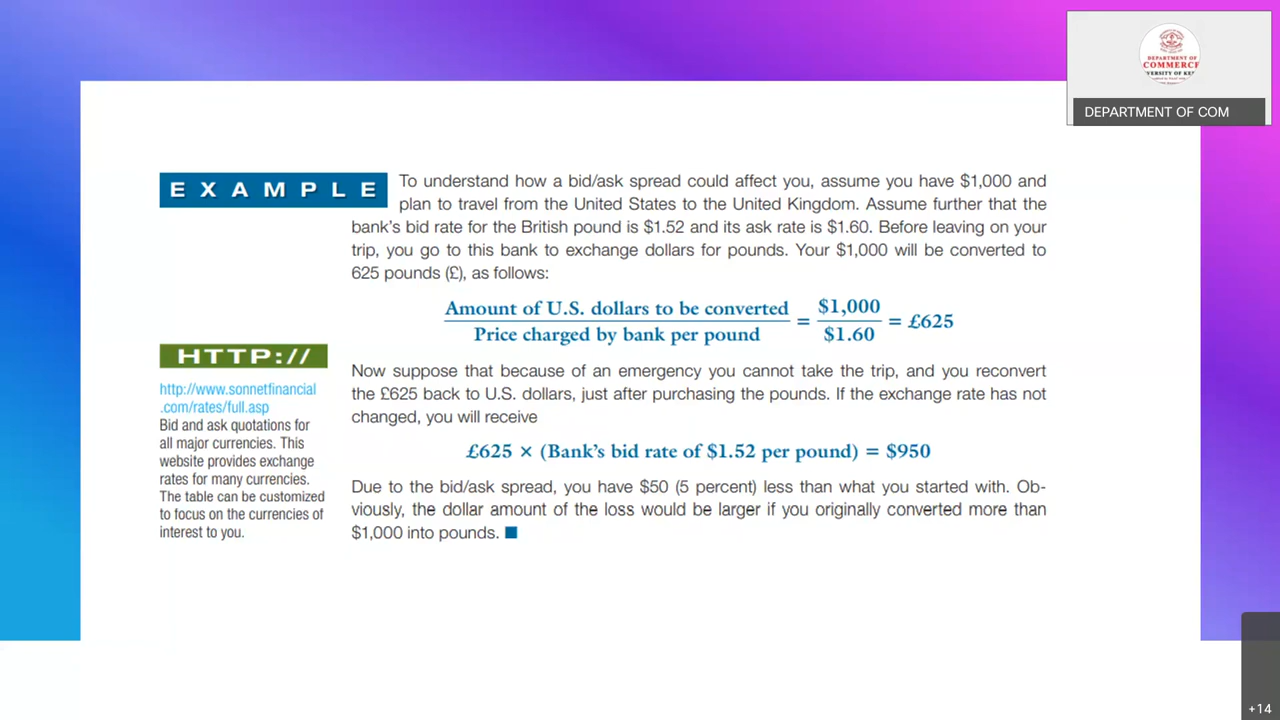 DEPARTMENT OF
COMMERCE
DEPARTMENT OF COM
EXAMPLE
To understand how a bid/ask spread could affect you, assume you have $1,000 and
plan to travel from the United States to the United Kingdom. Assume further that the
bank's bid rate for the British pound is $1.52 and its ask rate is $1.60. Before leaving on your
trip, you go to this bank to exchange dollars for pounds. Your $1,000 will be converted to
625 pounds (£), as follows:
Amount of U.S. dollars to be converted
Price charged by bank per pound
= $1,000
$1.60
= £625
Now suppose that because of an emergency you cannot take the trip, and you reconvert
the £625 back to U.S. dollars, just after purchasing the pounds. If the exchange rate has not
changed, you will receive
£625 × (Bank's bid rate of $1.52 per pound) = $950
Due to the bid/ask spread, you have $50 (5 percent) less than what you started with. Ob-
viously, the dollar amount of the loss would be larger if you originally converted more than
$1,000 into pounds.
HTTP://
http://www.sonnetfinancial
.com/rates/full.asp
Bid and ask quotations for
all major currencies. This
website provides exchange
rates for many currencies.
The table can be customized
to focus on the currencies of
interest to you.
+14